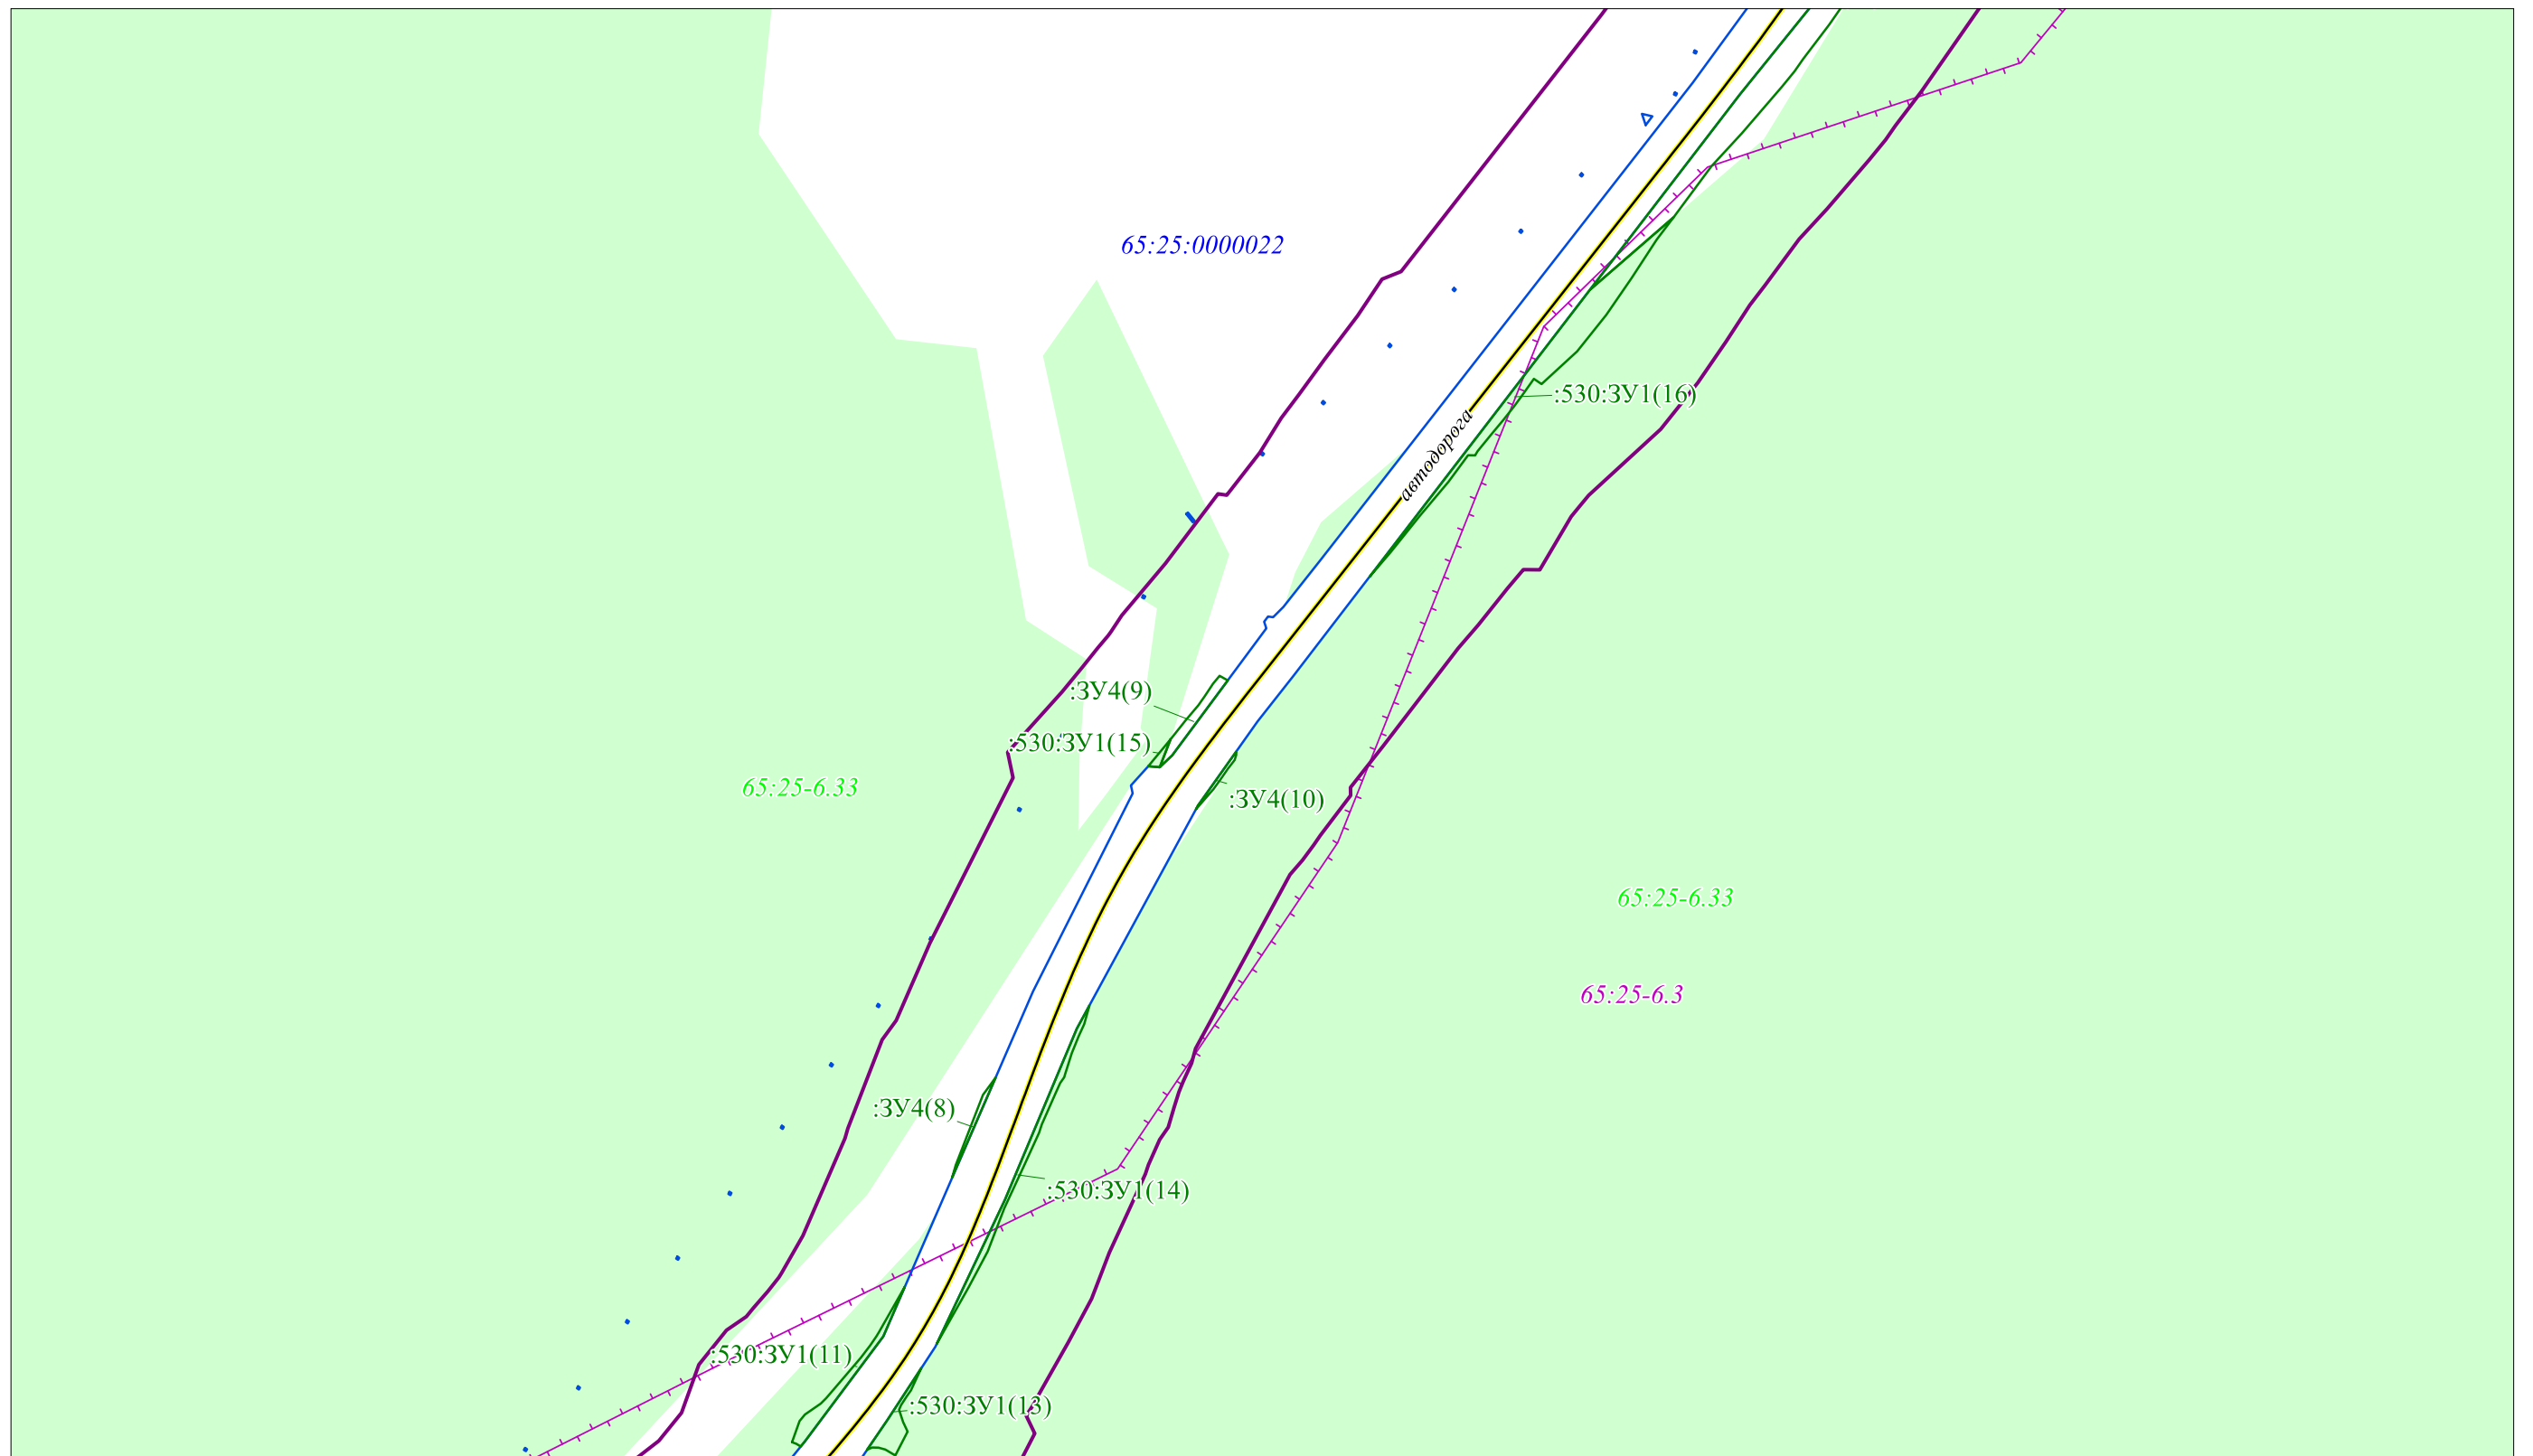 65:25:0000022
:530:ЗУ1(16)
автодорога
:ЗУ4(9)
:530:ЗУ1(15)
65:25-6.33
:ЗУ4(10)
65:25-6.33
65:25-6.3
:ЗУ4(8)
:530:ЗУ1(14)
:530:ЗУ1(11)
:530:ЗУ1(13)